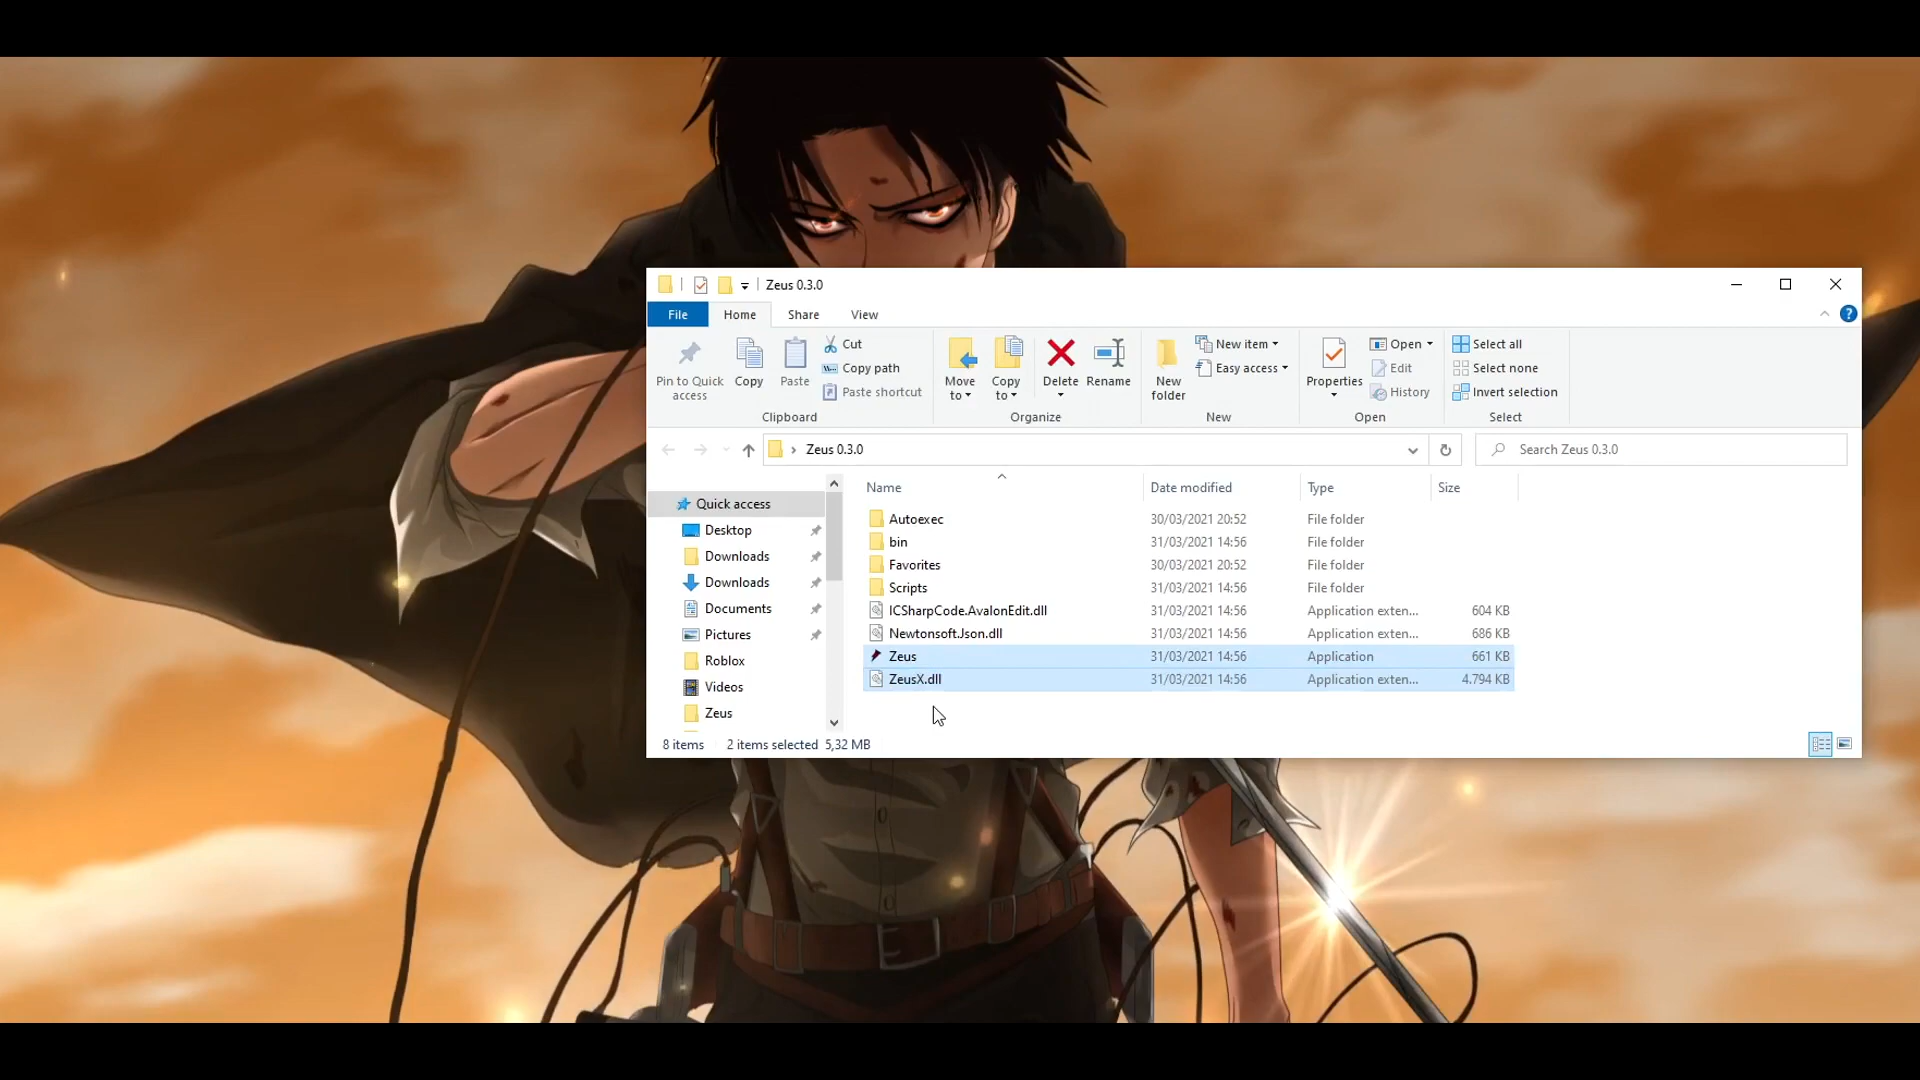 Zeus 0.3.0
File Home Share View
Pin to Quick access
Copy
Paste
Cut
Copy path
Paste shortcut
Clipboard
Move to
Copy to
Delete
Rename
Organize
New folder
New item
Easy access
New
Properties
Open
Edit
History
Open
Select all
Select none
Invert selection
Select
Zeus 0.3.0
Search Zeus 0.3.0
Quick access
Desktop
Downloads
Downloads
Documents
Pictures
Roblox
Videos
Zeus
Name Date modified Type Size
Autoexec 30/03/2021 20:52 File folder
bin 31/03/2021 14:56 File folder
Favorites 30/03/2021 20:52 File folder
Scripts 31/03/2021 14:56 File folder
ICSharpCode.AvalonEdit.dll 31/03/2021 14:56 Application exten... 604 KB
Newtonsoft.Json.dll 31/03/2021 14:56 Application exten... 686 KB
Zeus 31/03/2021 14:56 Application 661 KB
ZeusX.dll 31/03/2021 14:56 Application exten... 4.794 KB
8 items 2 items selected 5,32 MB